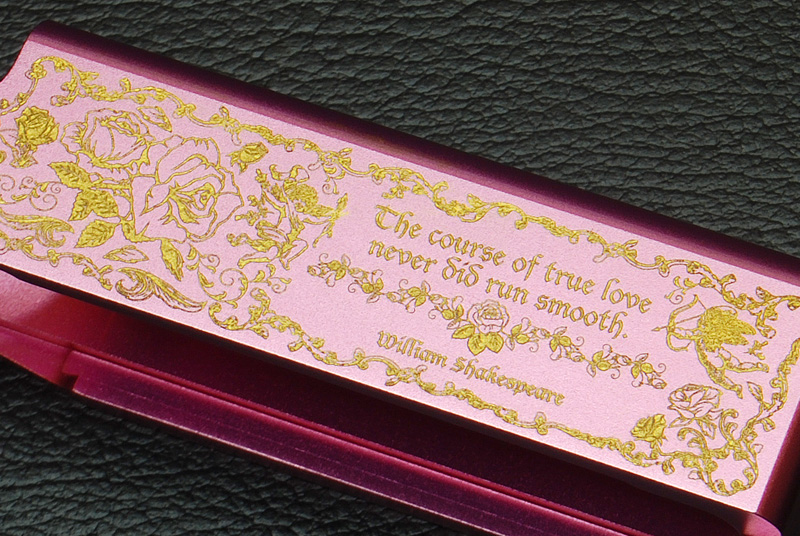 The course of true love
never did run smooth.
William Shakespeare